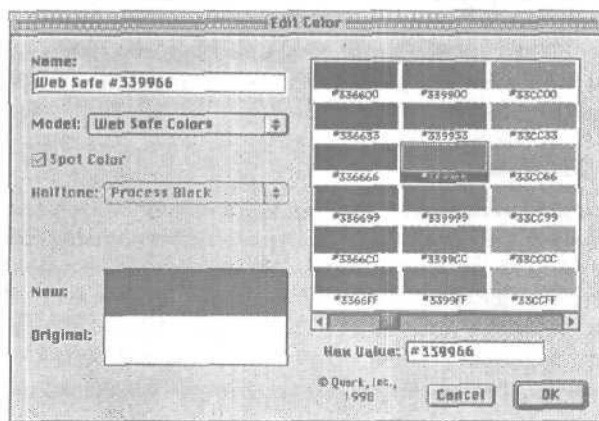 Edit Color
Name:
Web Safe #339966
Model: Web Safe Colors
Spot Color
Halftone: Process Black
New:
Original:
#336600 #339900 #33CC00
#336633 #339933 #33CC33
#336666 #339966 #33CC66
#336699 #339999 #33CC99
#3366CC #3399CC #33CCCC
#3366FF #3399FF #33CCFF
Hex Value: #339966
© Quark, Inc.,
1998
Cancel
OK